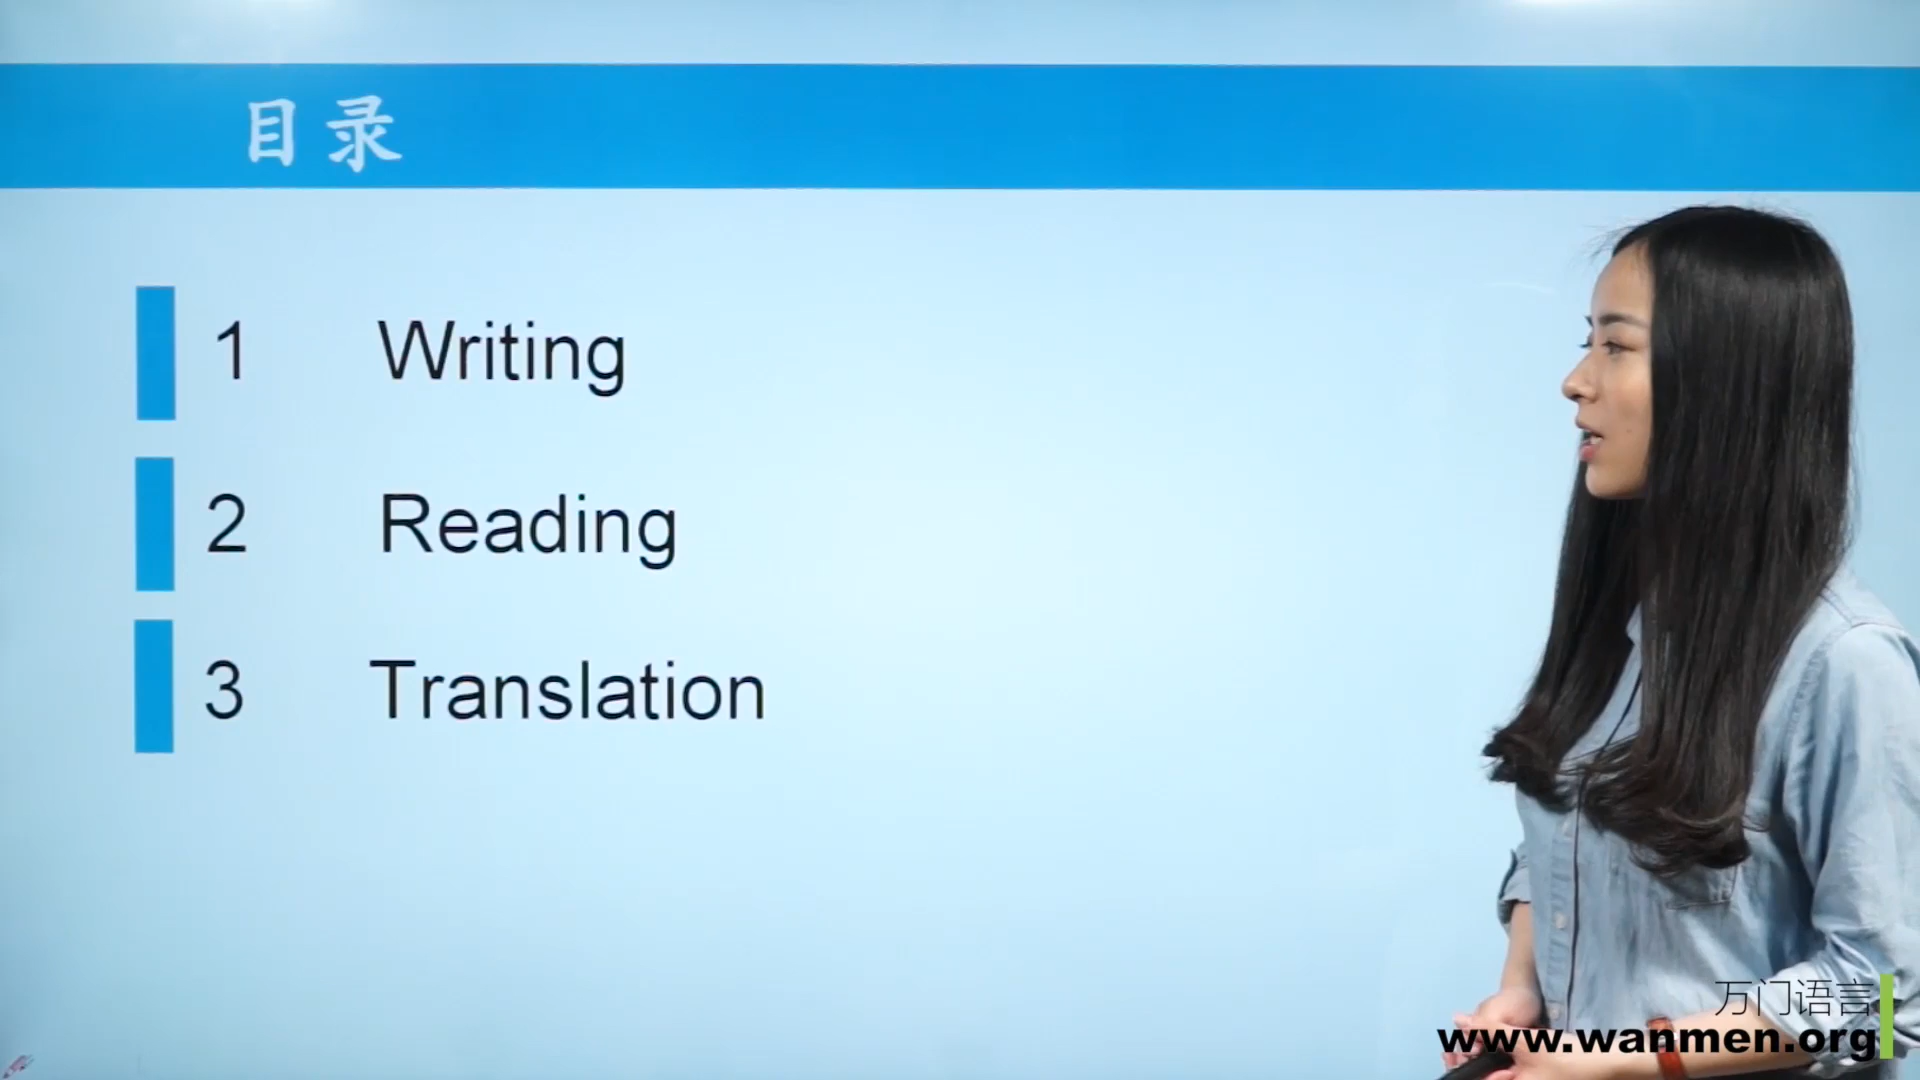 目录
1 Writing
2 Reading
3 Translation
万门语言
www.wanmen.org